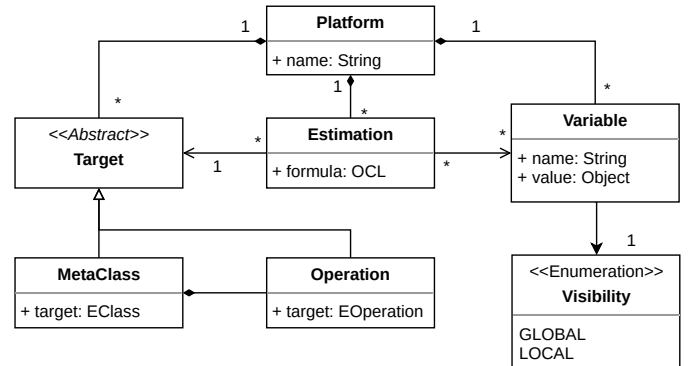 Platform
+ name: String
1
1
1
*
*
*
<<Abstract>>
Target
Estimation
+ formula: OCL
*
1
*
*
Variable
+ name: String
+ value: Object
MetaClass
+ target: EClass
Operation
+ target: EOperation
1
<<Enumeration>>
Visibility
GLOBAL
LOCAL